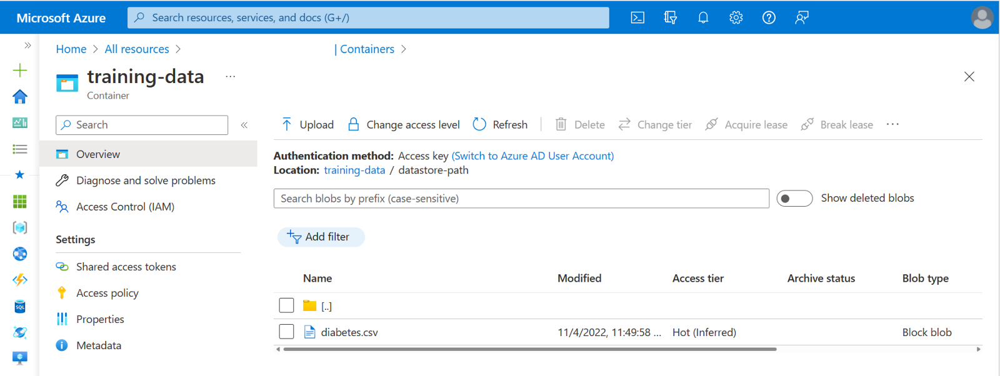 Microsoft Azure
Search resources, services, and docs (G+/)
Home > All resources > | Containers >
training-data ...
Container
Search «
Upload Change access level Refresh Delete Change tier Acquire lease Break lease ...
Overview
Diagnose and solve problems
Access Control (IAM)
Settings
Shared access tokens
Access policy
Properties
Metadata
Authentication method: Access key (Switch to Azure AD User Account)
Location: training-data / datastore-path
Search blobs by prefix (case-sensitive)
Show deleted blobs
Add filter
Name Modified Access tier Archive status Blob type
[..]
diabetes.csv 11/4/2022, 11:49:58 ... Hot (Inferred) Block blob
SQL